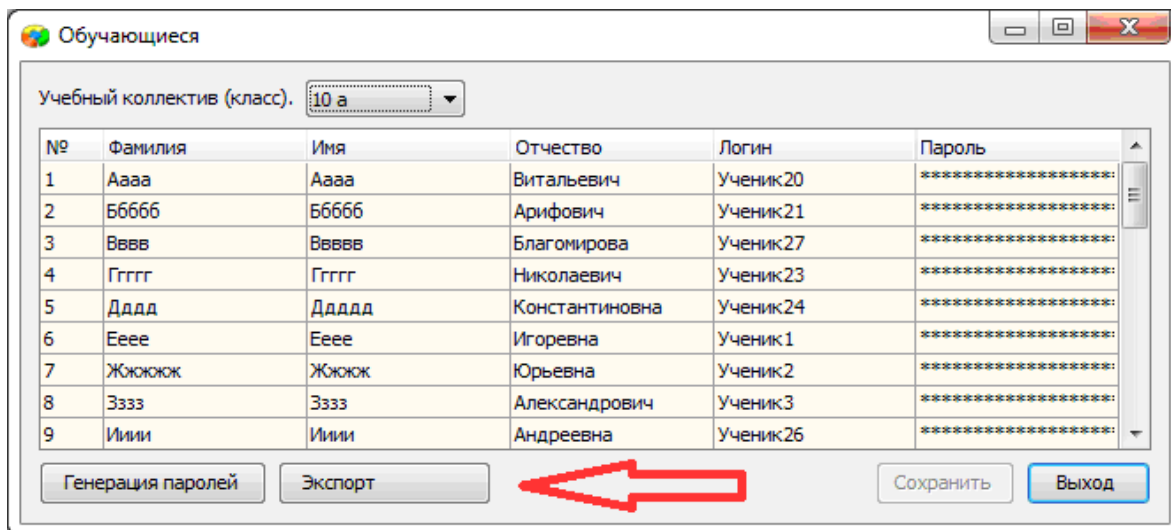 Обучающиеся
Учебный коллектив (класс). 10 а
№ Фамилия Имя Отчество Логин Пароль
1 Аааа Аааа Витальевич Ученик20 *******************
2 Ббббб Ббббб Арифович Ученик21 *******************
3 Вввв Ввввв Благомирова Ученик27 *******************
4 Ггггг Ггггг Николаевич Ученик23 *******************
5 Дддд Ддддд Константиновна Ученик24 *******************
6 Ееее Ееее Игоревна Ученик1 *******************
7 Жжжжж Жжжж Юрьевна Ученик2 *******************
8 Зззз Зззз Александрович Ученик3 *******************
9 Ииии Ииии Андреевна Ученик26 *******************
Генерация паролей Экспорт Сохранить Выход